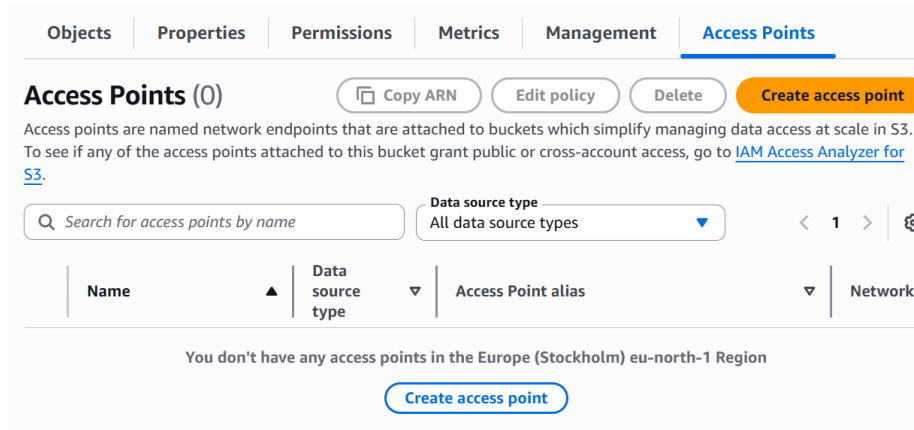 Objects Properties Permissions Metrics Management Access Points
Access Points (0) Copy ARN Edit policy Delete Create access point
Access points are named network endpoints that are attached to buckets which simplify managing data access at scale in S3.
To see if any of the access points attached to this bucket grant public or cross-account access, go to IAM Access Analyzer for
S3.
Data source type
Search for access points by name All data source types 1
Name Data source type Access Point alias Network
You don't have any access points in the Europe (Stockholm) eu-north-1 Region
Create access point